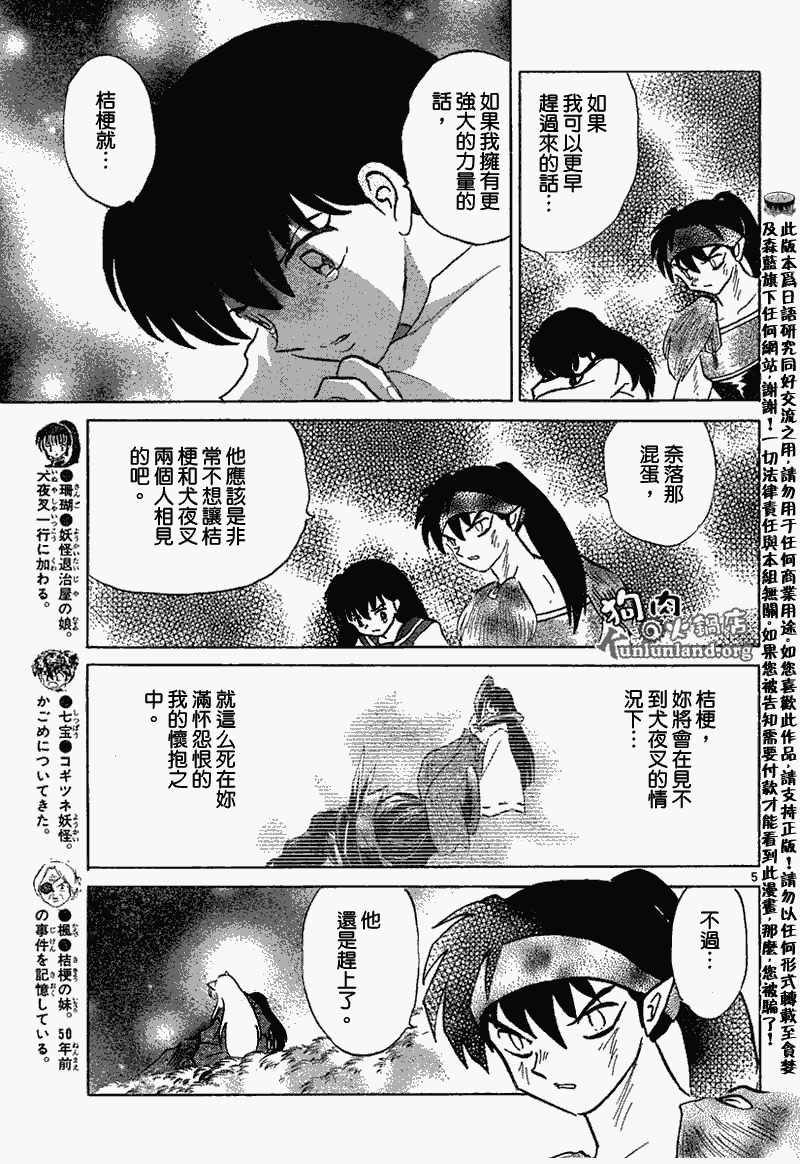 如果
我可以更早
趕過來的話…
如果我擁有更
強大的力量的
話，
桔梗就…
奈落那
混蛋，
他應該是非
常不想讓桔
梗和犬夜叉
兩個人相見
的吧。
桔梗，
妳將會在見不
到犬夜叉的情
況下…
就這么死在妳
滿怀怨恨的
我的懷抱之
中。
5
不過…
他
還是趕上了。
此版本爲日語研究同好交流之用，請勿用于任何商業用途。如您喜歡此作品，請支持正版！請勿以任何形式轉載至貪婪
及森藍旗下任何網站，謝謝！一切法律責任與本組無關。如果您被告知需要付款才能看到此漫畫，那麼，您被騙了！
狗肉
の火鍋店
kunlunland.org
珊瑚●妖怪退治屋の娘。
犬夜叉一行に加わる。
七宝●コギツネ妖怪。
かごめについてきた。
楓●桔梗の妹。50年前
の事件を記憶している。